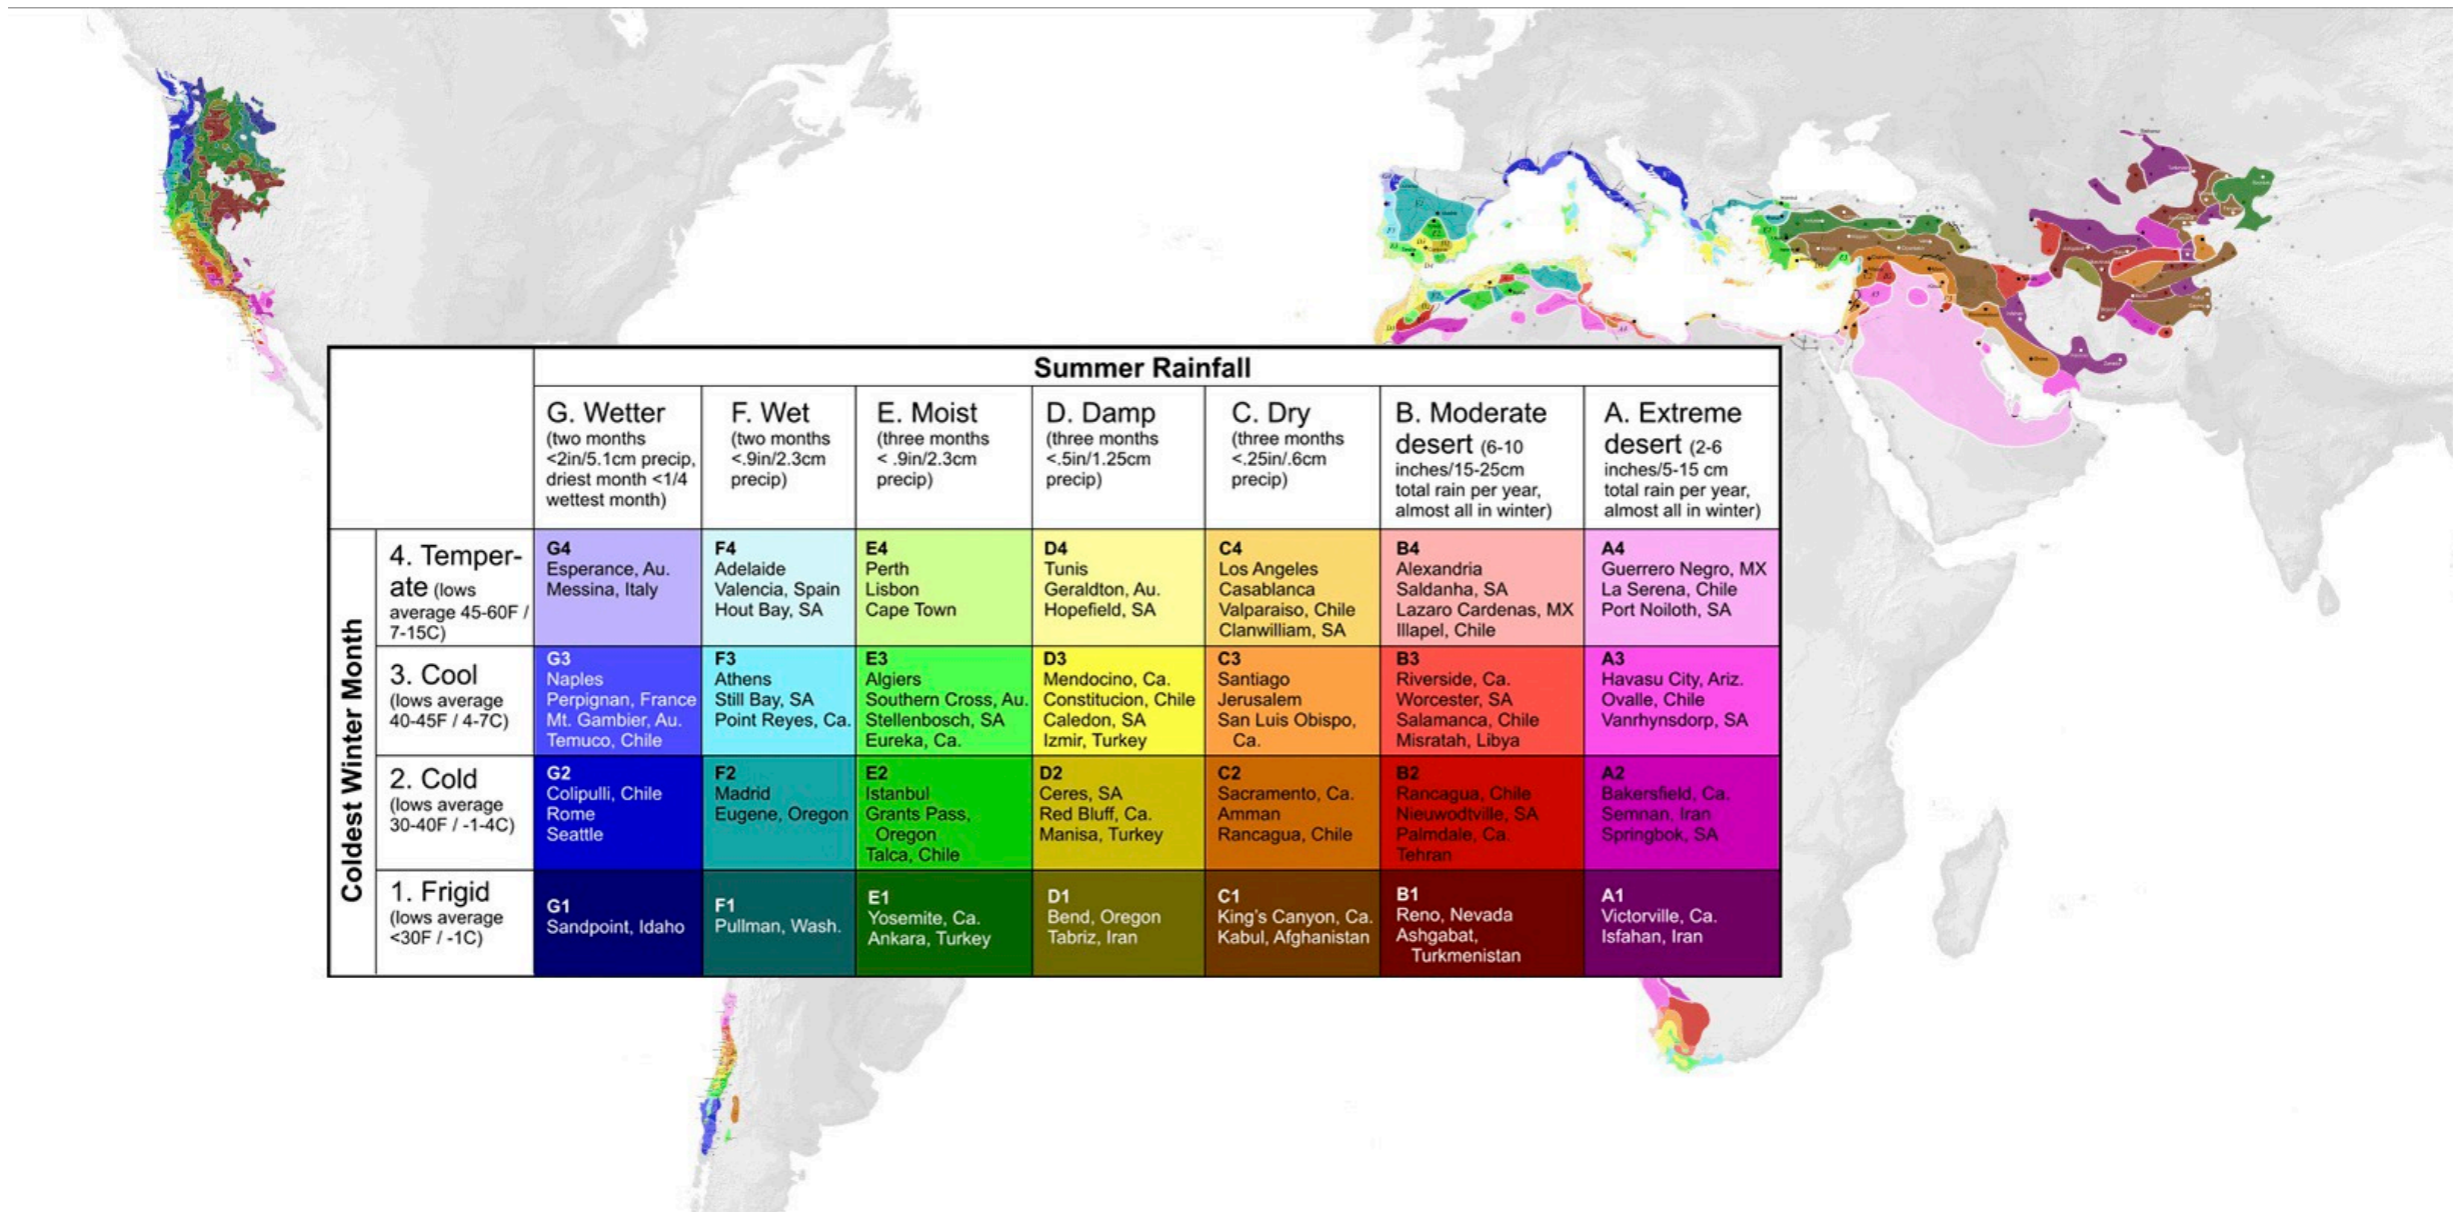 Summer Rainfall
G. Wetter
(two months
<2in/5.1cm precip,
driest month <1/4
wettest month)
F. Wet
(two months
<.9in/2.3cm
precip)
E. Moist
(three months
< .9in/2.3cm
precip)
D. Damp
(three months
<.5in/1.25cm
precip)
C. Dry
(three months
<.25in/.6cm
precip)
B. Moderate
desert (6-10
inches/15-25cm
total rain per year,
almost all in winter)
A. Extreme
desert (2-6
inches/5-15 cm
total rain per year,
almost all in winter)
Coldest Winter Month
4. Temper-
ate (lows
average 45-60F /
7-15C)
G4
Esperance, Au.
Messina, Italy
F4
Adelaide
Valencia, Spain
Hout Bay, SA
E4
Perth
Lisbon
Cape Town
D4
Tunis
Geraldton, Au.
Hopefield, SA
C4
Los Angeles
Casablanca
Valparaiso, Chile
Clanwilliam, SA
B4
Alexandria
Saldanha, SA
Lazaro Cardenas, MX
Illapel, Chile
A4
Guerrero Negro, MX
La Serena, Chile
Port Noiloth, SA
3. Cool
(lows average
40-45F / 4-7C)
G3
Naples
Perpignan, France
Mt. Gambier, Au.
Temuco, Chile
F3
Athens
Still Bay, SA
Point Reyes, Ca.
E3
Algiers
Southern Cross, Au.
Stellenbosch, SA
Eureka, Ca.
D3
Mendocino, Ca.
Constitucion, Chile
Caledon, SA
Izmir, Turkey
C3
Santiago
Jerusalem
San Luis Obispo,
Ca.
B3
Riverside, Ca.
Worcester, SA
Salamanca, Chile
Misratah, Libya
A3
Havasu City, Ariz.
Ovalle, Chile
Vanrhynsdorp, SA
2. Cold
(lows average
30-40F / -1-4C)
G2
Colipulli, Chile
Rome
Seattle
F2
Madrid
Eugene, Oregon
E2
Istanbul
Grants Pass,
Oregon
Talca, Chile
D2
Ceres, SA
Red Bluff, Ca.
Manisa, Turkey
C2
Sacramento, Ca.
Amman
Rancagua, Chile
B2
Rancagua, Chile
Nieuwodtville, SA
Palmdale, Ca.
Tehran
A2
Bakersfield, Ca.
Semnan, Iran
Springbok, SA
1. Frigid
(lows average
<30F / -1C)
G1
Sandpoint, Idaho
F1
Pullman, Wash.
E1
Yosemite, Ca.
Ankara, Turkey
D1
Bend, Oregon
Tabriz, Iran
C1
King's Canyon, Ca.
Kabul, Afghanistan
B1
Reno, Nevada
Ashgabat,
Turkmenistan
A1
Victorville, Ca.
Isfahan, Iran